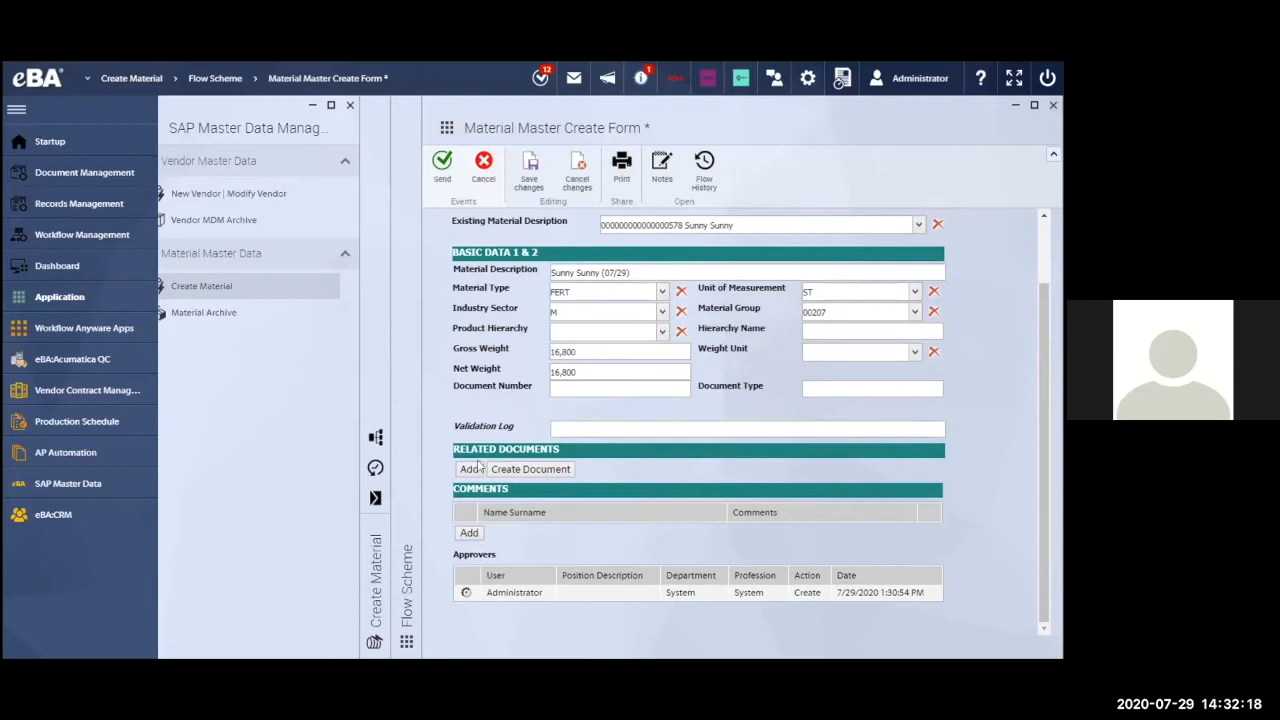 eBA
Create Material > Flow Scheme > Material Master Create Form *
12
1
Administrator
?
Startup
Document Management
Records Management
Workflow Management
Dashboard
Application
Workflow Anyware Apps
eBA:Acumatica QC
Vendor Contract Manag...
Production Schedule
AP Automation
eBA SAP Master Data
eBA:CRM
SAP Master Data Manag...
Vendor Master Data
New Vendor | Modify Vendor
Vendor MDM Archive
Material Master Data
Create Material
Material Archive
Create Material
Flow Scheme
Material Master Create Form *
Send Cancel Save changes Cancel changes Print Notes Flow History
Events Editing Share Open
Existing Material Desription 000000000000000578 Sunny Sunny
BASIC DATA 1 & 2
Material Description Sunny Sunny (07/29)
Material Type FERT Unit of Measurement ST
Industry Sector M Material Group 00207
Product Hierarchy Hierarchy Name
Gross Weight 16,800 Weight Unit
Net Weight 16,800
Document Number Document Type
Validation Log
RELATED DOCUMENTS
Add Create Document
COMMENTS
Name Surname Comments
Add
Approvers
User Position Description Department Profession Action Date
Administrator System System Create 7/29/2020 1:30:54 PM
2020-07-29 14:32:18